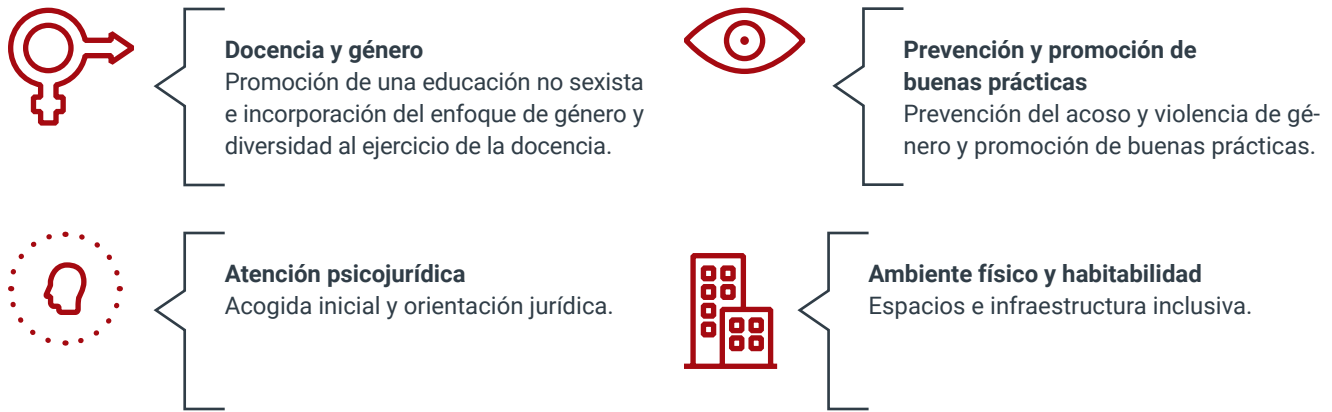 Docencia y género
Promoción de una educación no sexista
e incorporación del enfoque de género y
diversidad al ejercicio de la docencia.
Prevención y promoción de
buenas prácticas
Prevención del acoso y violencia de gé-
nero y promoción de buenas prácticas.
Atención psicojurídica
Acogida inicial y orientación jurídica.
Ambiente físico y habitabilidad
Espacios e infraestructura inclusiva.